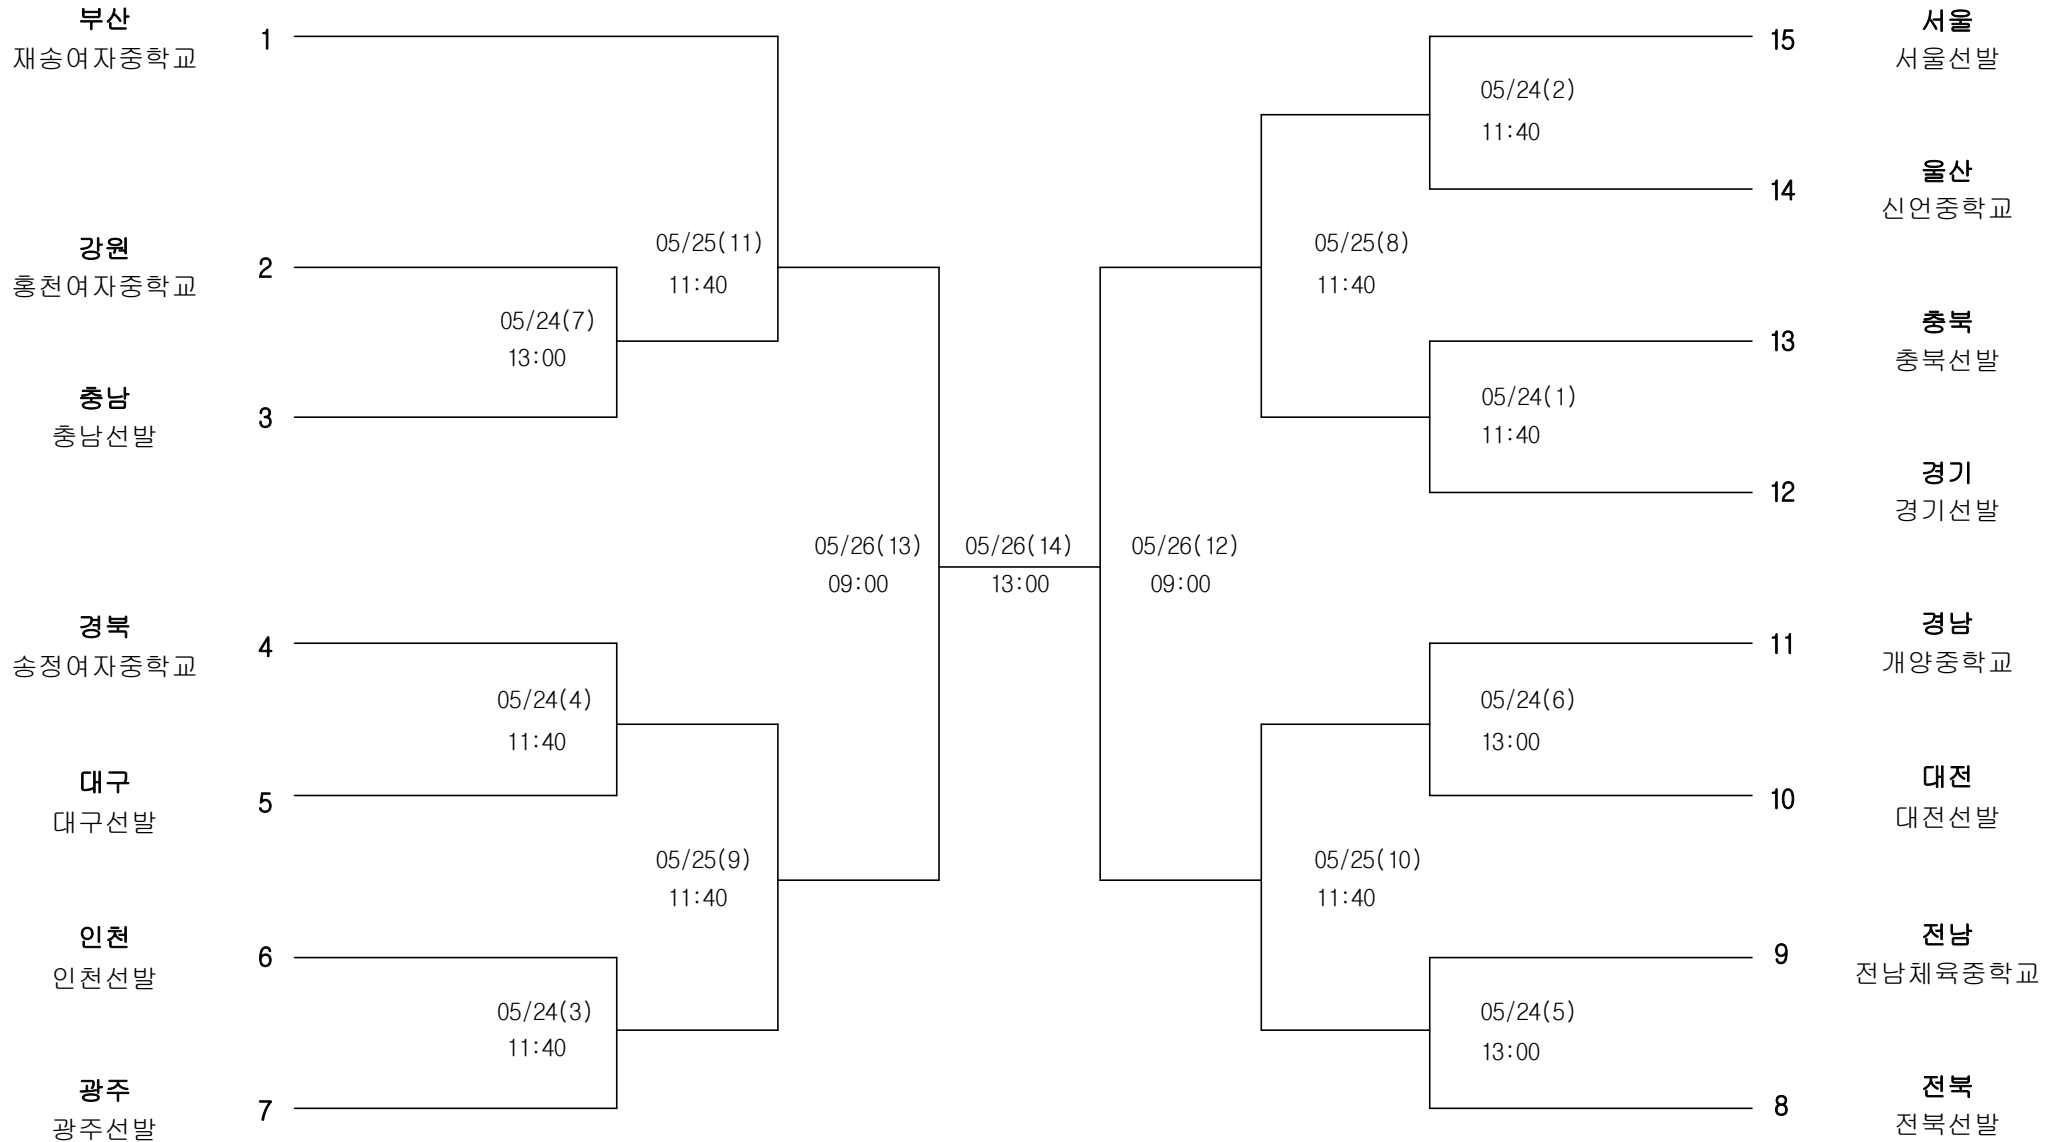 부산
재송여자중학교
1
강원
홍천여자중학교
2
충남
충남선발
3
경북
송정여자중학교
4
대구
대구선발
5
인천
인천선발
6
광주
광주선발
7
05/24(7)
13:00
05/24(4)
11:40
05/24(3)
11:40
05/25(11)
11:40
05/25(9)
11:40
05/26(13)
09:00
05/26(14)
13:00
05/26(12)
09:00
05/25(8)
11:40
05/25(10)
11:40
05/24(2)
11:40
05/24(1)
11:40
05/24(6)
13:00
05/24(5)
13:00
15
서울
서울선발
14
울산
신언중학교
13
충북
충북선발
12
경기
경기선발
11
경남
개양중학교
10
대전
대전선발
9
전남
전남체육중학교
8
전북
전북선발